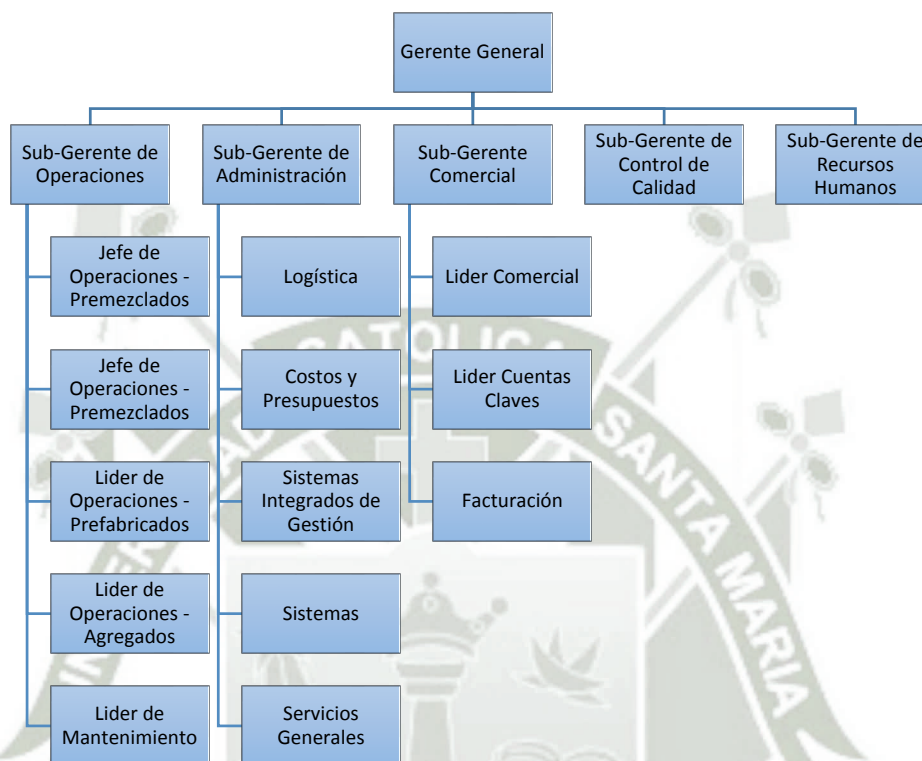 Gerente General
Sub-Gerente de
Operaciones
Sub-Gerente de
Administración
Sub-Gerente
Comercial
Sub-Gerente de
Control de
Calidad
Sub-Gerente de
Recursos
Humanos
Jefe de
Operaciones -
Premezclados
Logística
Lider Comercial
Jefe de
Operaciones -
Premezclados
Costos y
Presupuestos
Lider Cuentas
Claves
Lider de
Operaciones -
Prefabricados
Sistemas
Integrados de
Gestión
Facturación
Lider de
Operaciones -
Agregados
Sistemas
Lider de
Mantenimiento
Servicios
Generales
CATOLICA
SANTA MARIA